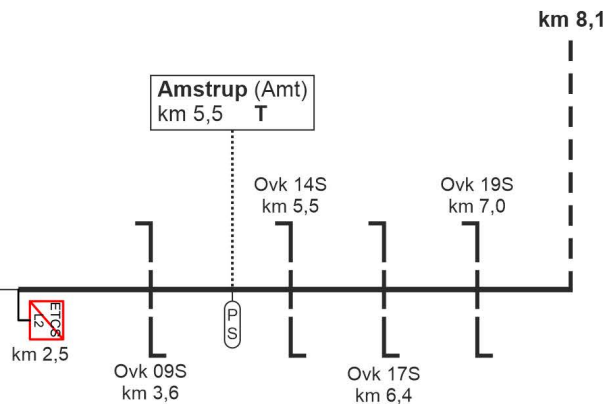 km 8,1
Amstrup (Amt)
km 5,5 T
Ovk 14S
km 5,5
Ovk 19S
km 7,0
P
S
ETCS
L2
km 2,5
Ovk 09S
km 3,6
Ovk 17S
km 6,4